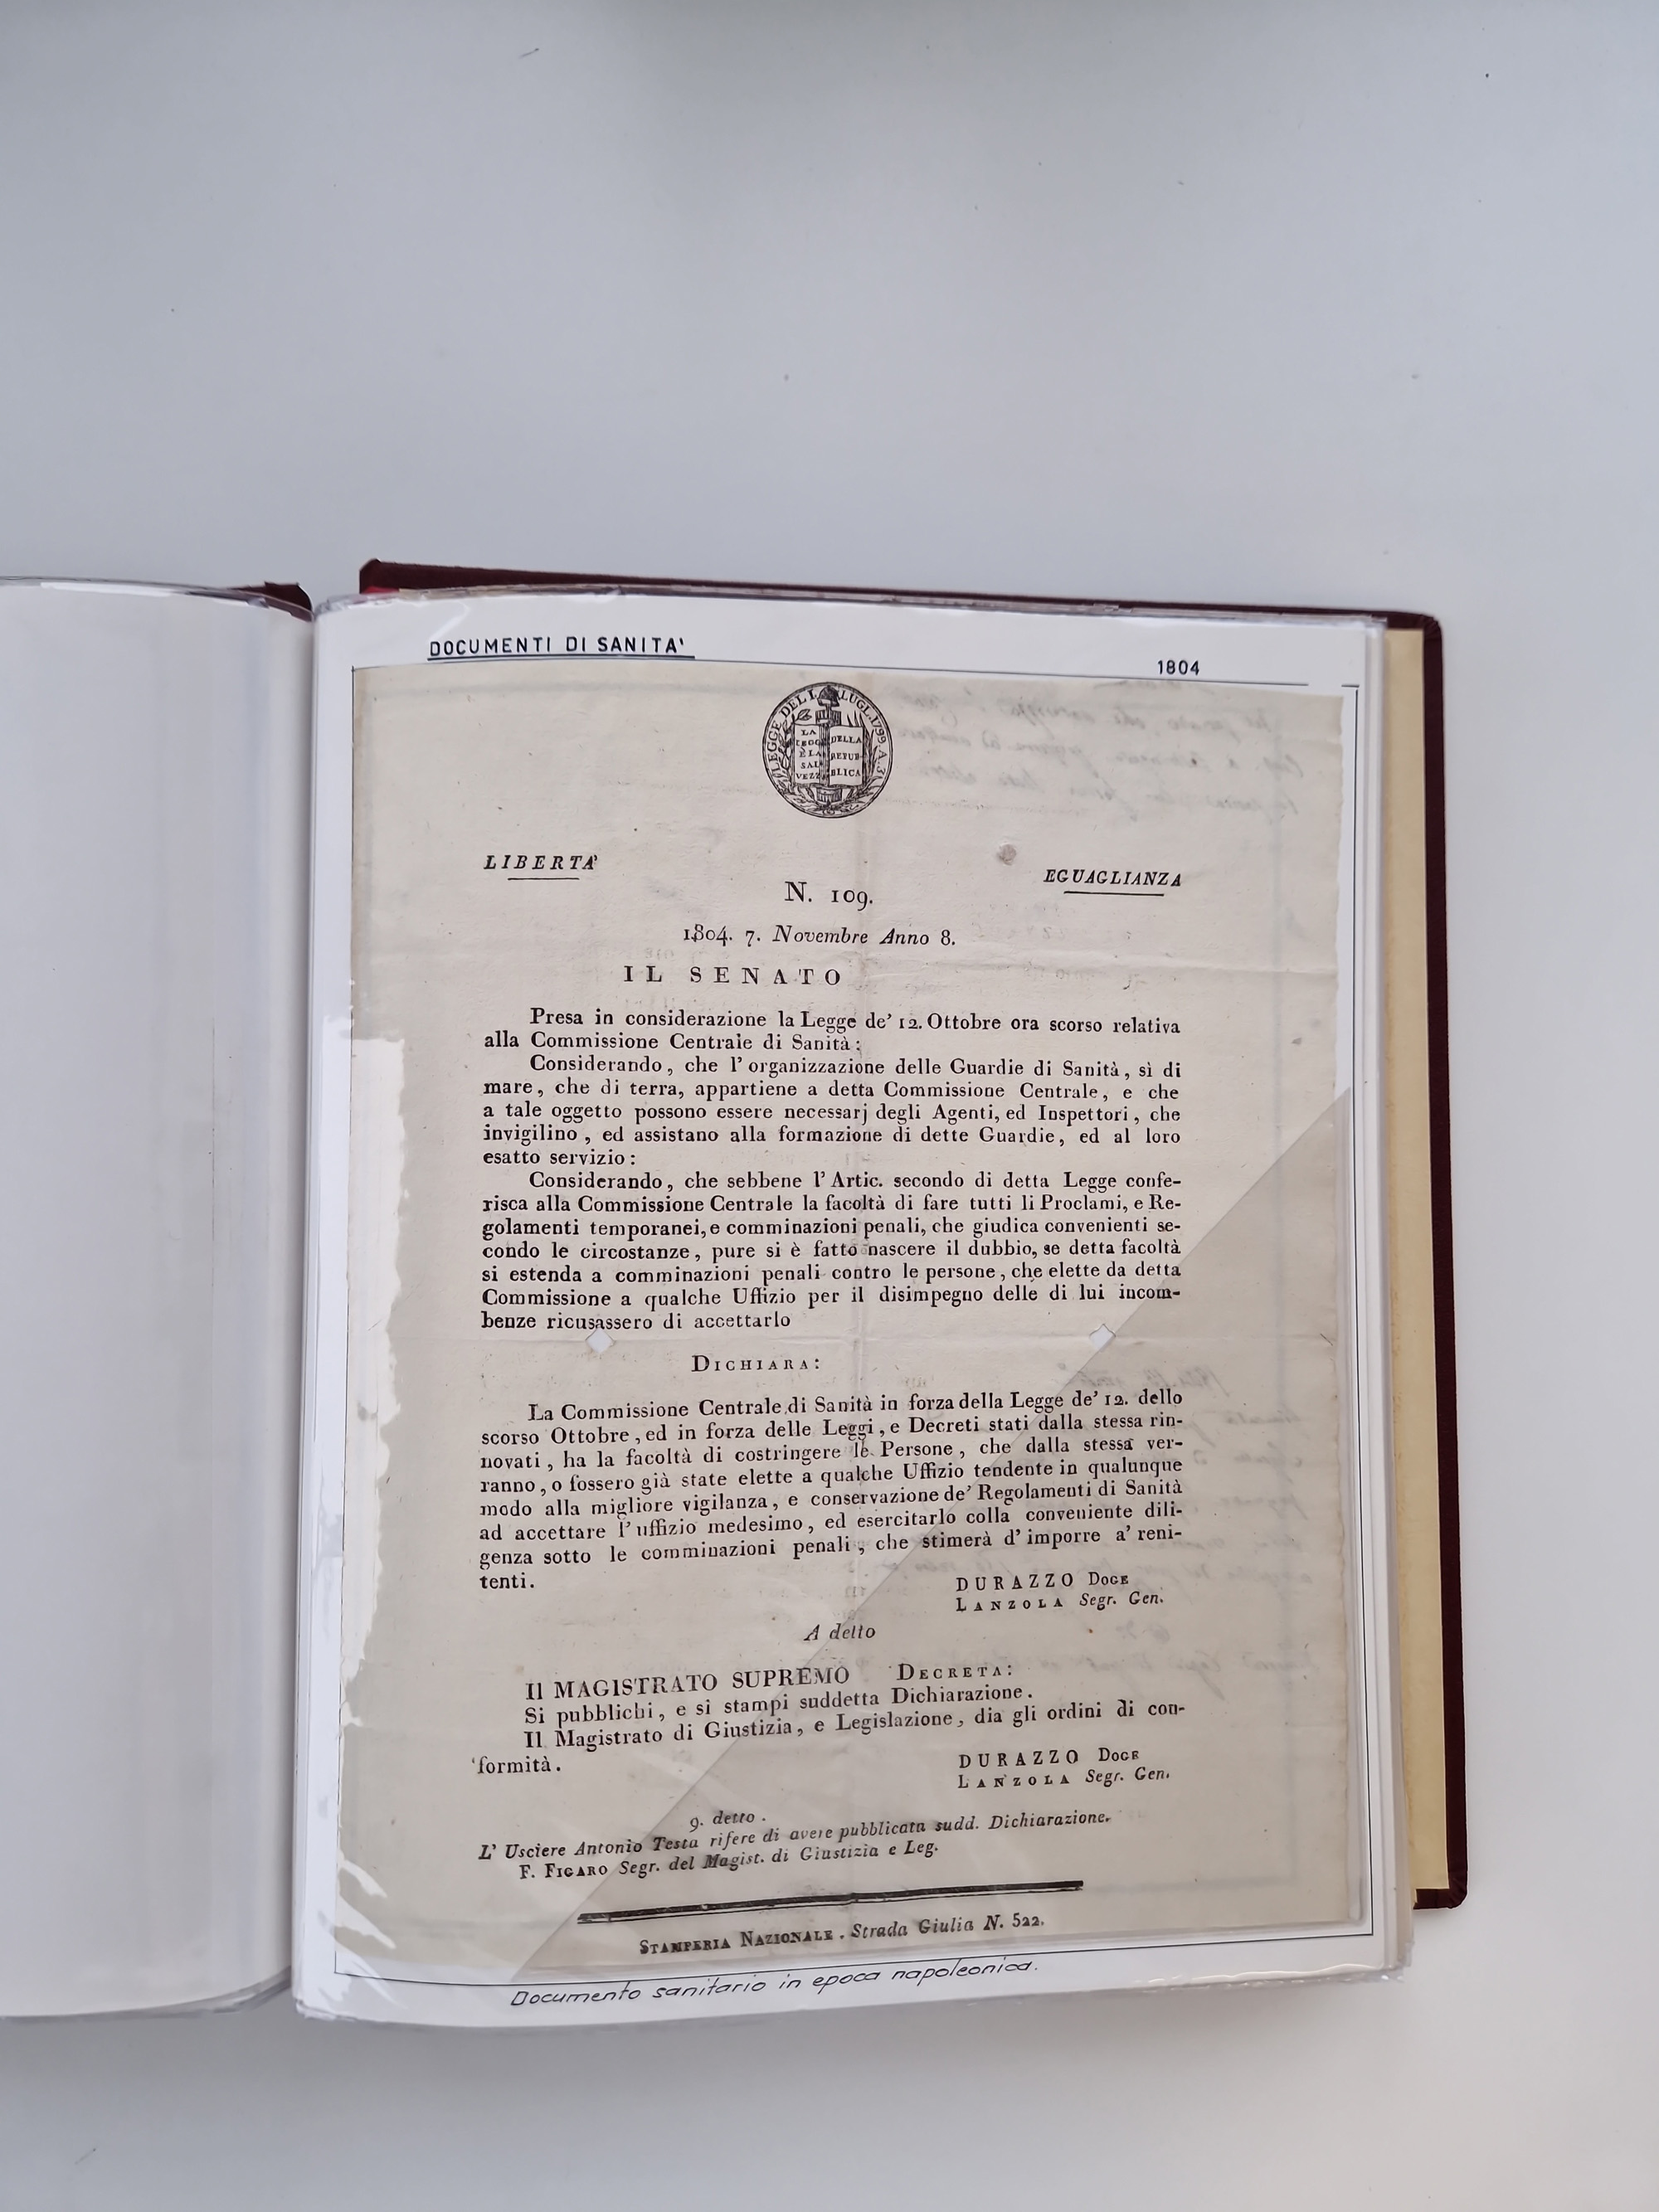 DOCUMENTI DI SANITA'
1804
LEGGE DELL. LUGL. 1799 A. 3
LA LEGGE È LA SALVEZZ DELLA REPUBBLICA
LIBERTA'
EGUAGLIANZA
N. 109.
1804. 7. Novembre Anno 8.
IL SENATO
Presa in considerazione la Legge de' 12. Ottobre ora scorso relativa
alla Commissione Centrale di Sanità:
Considerando, che l'organizzazione delle Guardie di Sanità, sì di
mare, che di terra, appartiene a detta Commissione Centrale, e che
a tale oggetto possono essere necessarj degli Agenti, ed Inspettori, che
invigilino, ed assistano alla formazione di dette Guardie, ed al loro
esatto servizio:
Considerando, che sebbene l'Artic. secondo di detta Legge confe-
risca alla Commissione Centrale la facoltà di fare tutti li Proclami, e Re-
golamenti temporanei, e comminazioni penali, che giudica convenienti se-
condo le circostanze, pure si è fatto nascere il dubbio, se detta facoltà
si estenda a comminazioni penali contro le persone, che elette da detta
Commissione a qualche Uffizio per il disimpegno delle di lui incom-
benze ricusassero di accettarlo
DICHIARA:
La Commissione Centrale di Sanità in forza della Legge de' 12. dello
scorso Ottobre, ed in forza delle Leggi, e Decreti stati dalla stessa rin-
novati, ha la facoltà di costringere le Persone, che dalla stessa ver-
ranno, o fossero già state elette a qualche Uffizio tendente in qualunque
modo alla migliore vigilanza, e conservazione de' Regolamenti di Sanità
ad accettare l'uffizio medesimo, ed esercitarlo colla conveniente dili-
genza sotto le comminazioni penali, che stimerà d'imporre a' reni-
tenti.
DURAZZO DOGE
LANZOLA Segr. Gen.
A detto
Il MAGISTRATO SUPREMO DECRETA:
Si pubblichi, e si stampi suddetta Dichiarazione.
Il Magistrato di Giustizia, e Legislazione, dia gli ordini di con-
formità.
DURAZZO DOGE
LANZOLA Segr. Gen.
9. detto.
L'Usciere Antonio Testa rifere di avere pubblicata sudd. Dichiarazione.
F. FIGARO Segr. del Magist. di Giustizia e Leg.
STAMPERIA NAZIONALE. Strada Giulia N. 522.
Documento sanitario in epoca napoleonica.